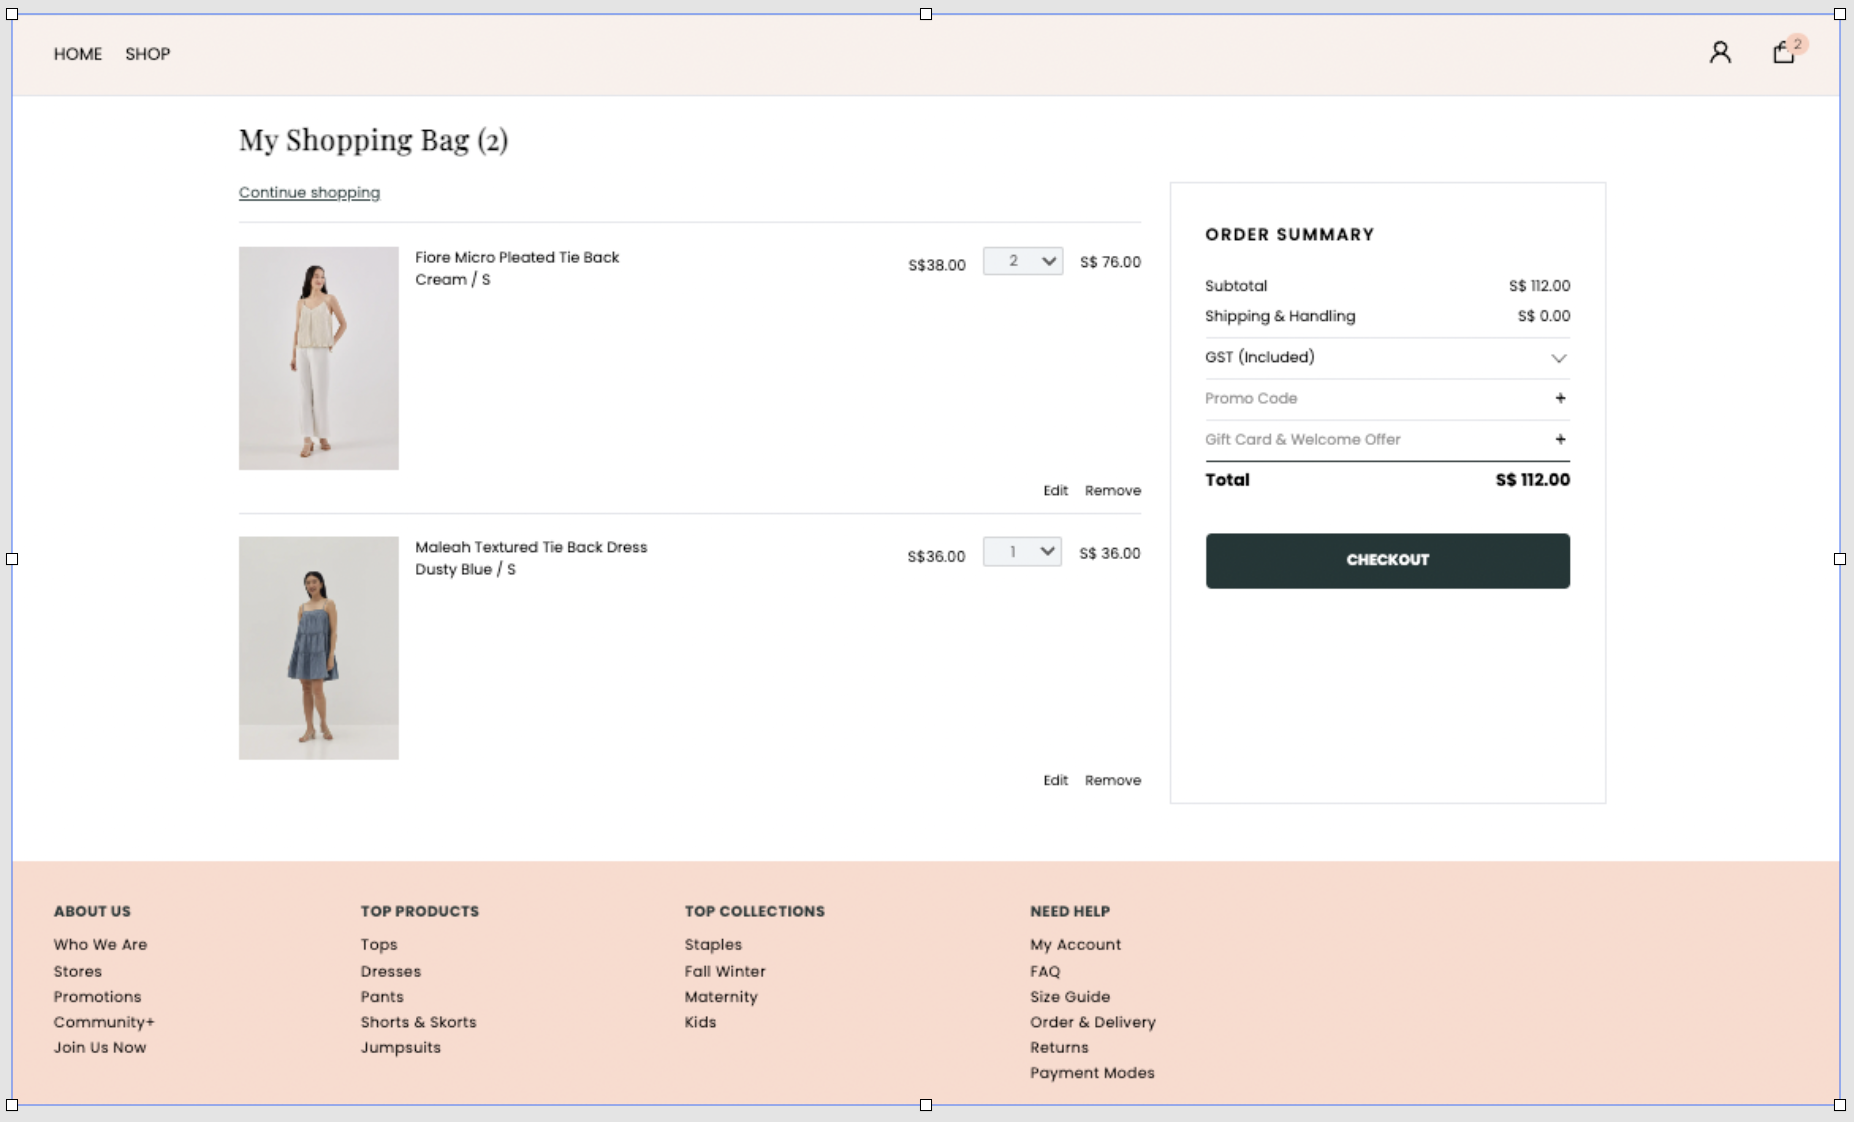 HOME SHOP
2
My Shopping Bag (2)
Continue shopping
Fiore Micro Pleated Tie Back
Cream / S
S$38.00 2 S$ 76.00
Edit Remove
Maleah Textured Tie Back Dress
Dusty Blue / S
S$36.00 1 S$ 36.00
Edit Remove
ORDER SUMMARY
Subtotal S$ 112.00
Shipping & Handling S$ 0.00
GST (Included)
Promo Code +
Gift Card & Welcome Offer +
Total S$ 112.00
CHECKOUT
ABOUT US
Who We Are
Stores
Promotions
Community+
Join Us Now
TOP PRODUCTS
Tops
Dresses
Pants
Shorts & Skorts
Jumpsuits
TOP COLLECTIONS
Staples
Fall Winter
Maternity
Kids
NEED HELP
My Account
FAQ
Size Guide
Order & Delivery
Returns
Payment Modes